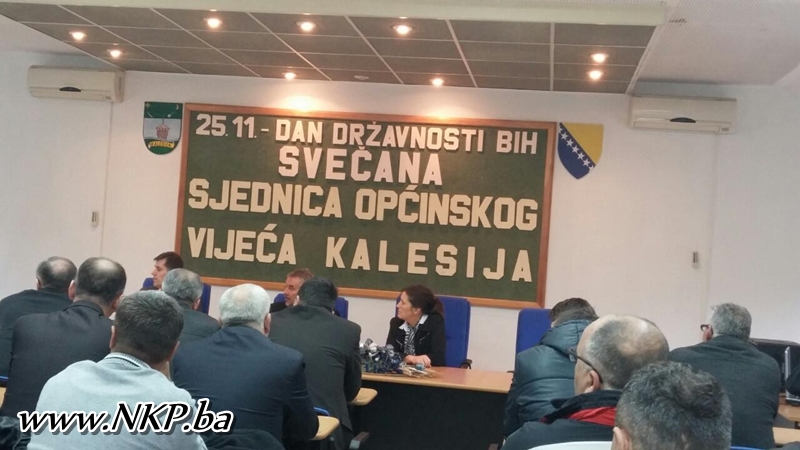 25.11.- DAN DRŽAVNOSTI BIH
SVEČANA
SJEDNICA OPĆINSKOG
VIJEĆA KALESIJA
www.NKP.ba